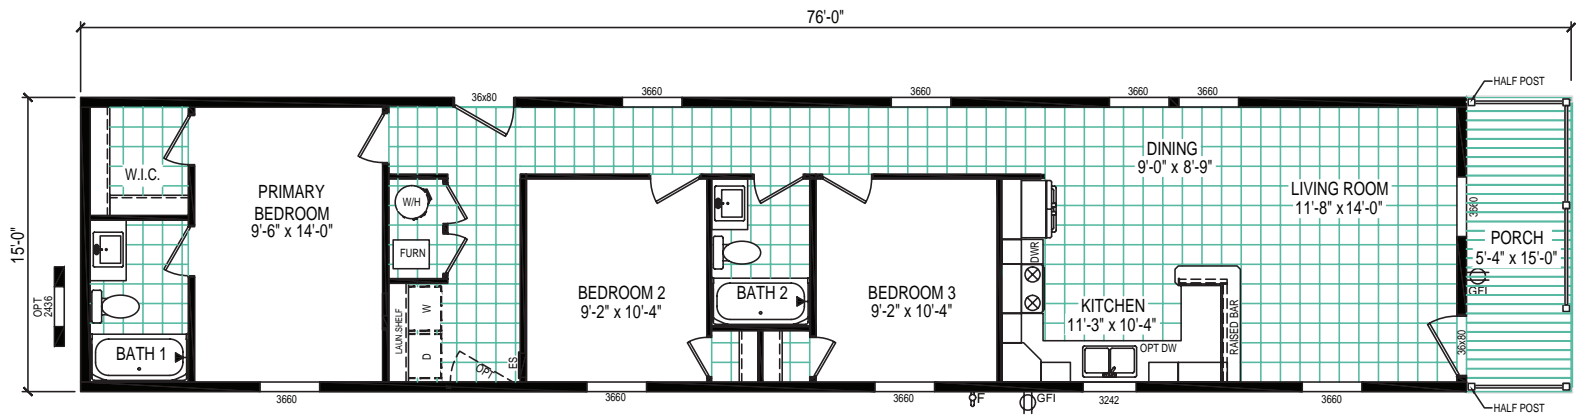 76'-0"
HALF POST
36x80
3660
3660
3660
3660
15'-0"
W.I.C.
PRIMARY
BEDROOM
9'-6" x 14'-0"
W/H
FURN
DINING
9'-0" x 8'-9"
LIVING ROOM
11'-8" x 14'-0"
3660
PORCH
5'-4" x 15'-0"
GFI
OPT
2436
BATH 1
LAUN.SHELF
W
D
OPT
ES
BEDROOM 2
9'-2" x 10'-4"
BATH 2
BEDROOM 3
9'-2" x 10'-4"
DWR
KITCHEN
11'-3" x 10'-4"
OPT DW
RAISED BAR
36x80
3660
3660
3660
F
GFI
3242
3660
HALF POST